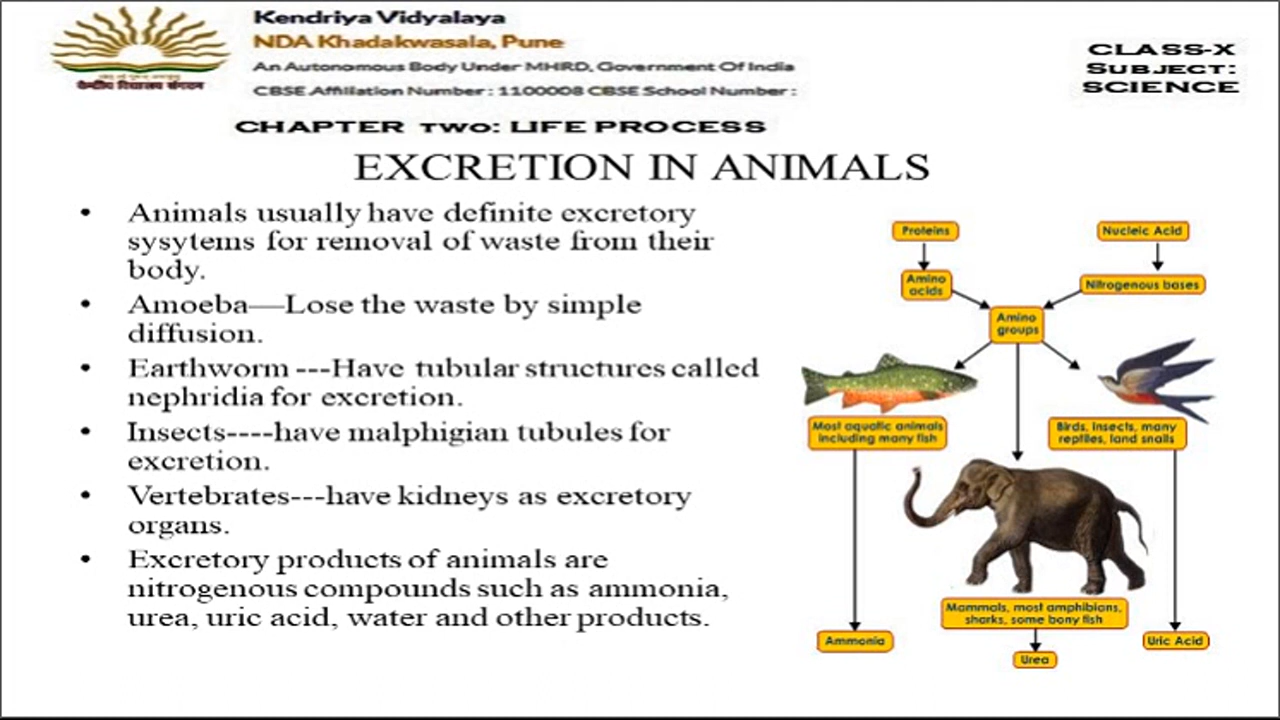 Kendriya Vidyalaya
NDA Khadakwasala, Pune
An Autonomous Body Under MHRD, Government Of India
CBSE Affiliation Number : 1100008 CBSE School Number :
केन्द्रीय विद्यालय संगठन
CLASS-X
SUBJECT:
SCIENCE
CHAPTER TWO: LIFE PROCESS
EXCRETION IN ANIMALS
• Animals usually have definite excretory
sysytems for removal of waste from their
body.
• Amoeba—Lose the waste by simple
diffusion.
• Earthworm ---Have tubular structures called
nephridia for excretion.
• Insects----have malphigian tubules for
excretion.
• Vertebrates---have kidneys as excretory
organs.
• Excretory products of animals are
nitrogenous compounds such as ammonia,
urea, uric acid, water and other products.
Proteins
Nucleic Acid
Amino
acids
Nitrogenous bases
Amino
groups
Most aquatic animals
including many fish
Birds, insects, many
reptiles, land snails
Mammals, most amphibians,
sharks, some bony fish
Ammonia
Urea
Uric Acid